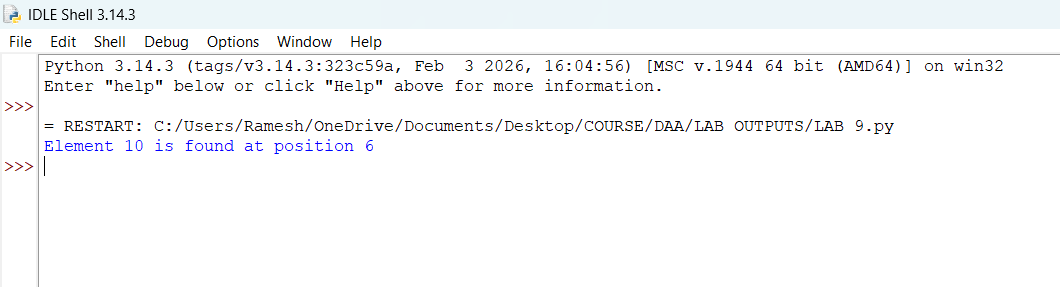 IDLE Shell 3.14.3
File Edit Shell Debug Options Window Help
Python 3.14.3 (tags/v3.14.3:323c59a, Feb  3 2026, 16:04:56) [MSC v.1944 64 bit (AMD64)] on win32
Enter "help" below or click "Help" above for more information.
>>>
= RESTART: C:/Users/Ramesh/OneDrive/Documents/Desktop/COURSE/DAA/LAB OUTPUTS/LAB 9.py
Element 10 is found at position 6
>>>